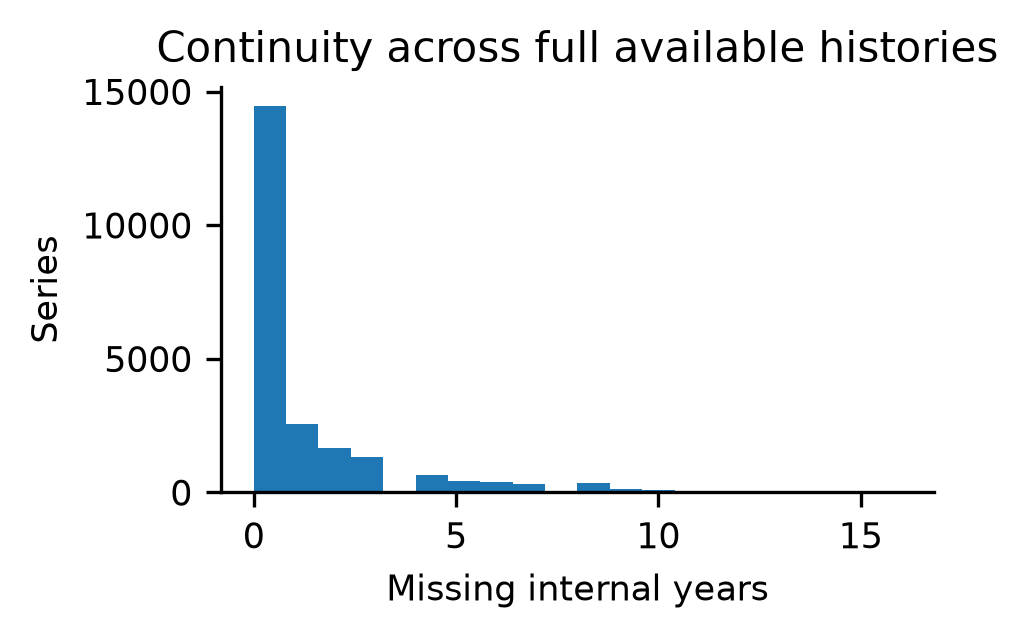 Continuity across full available histories
15000
10000
5000
0
Series
0 5 10 15
Missing internal years